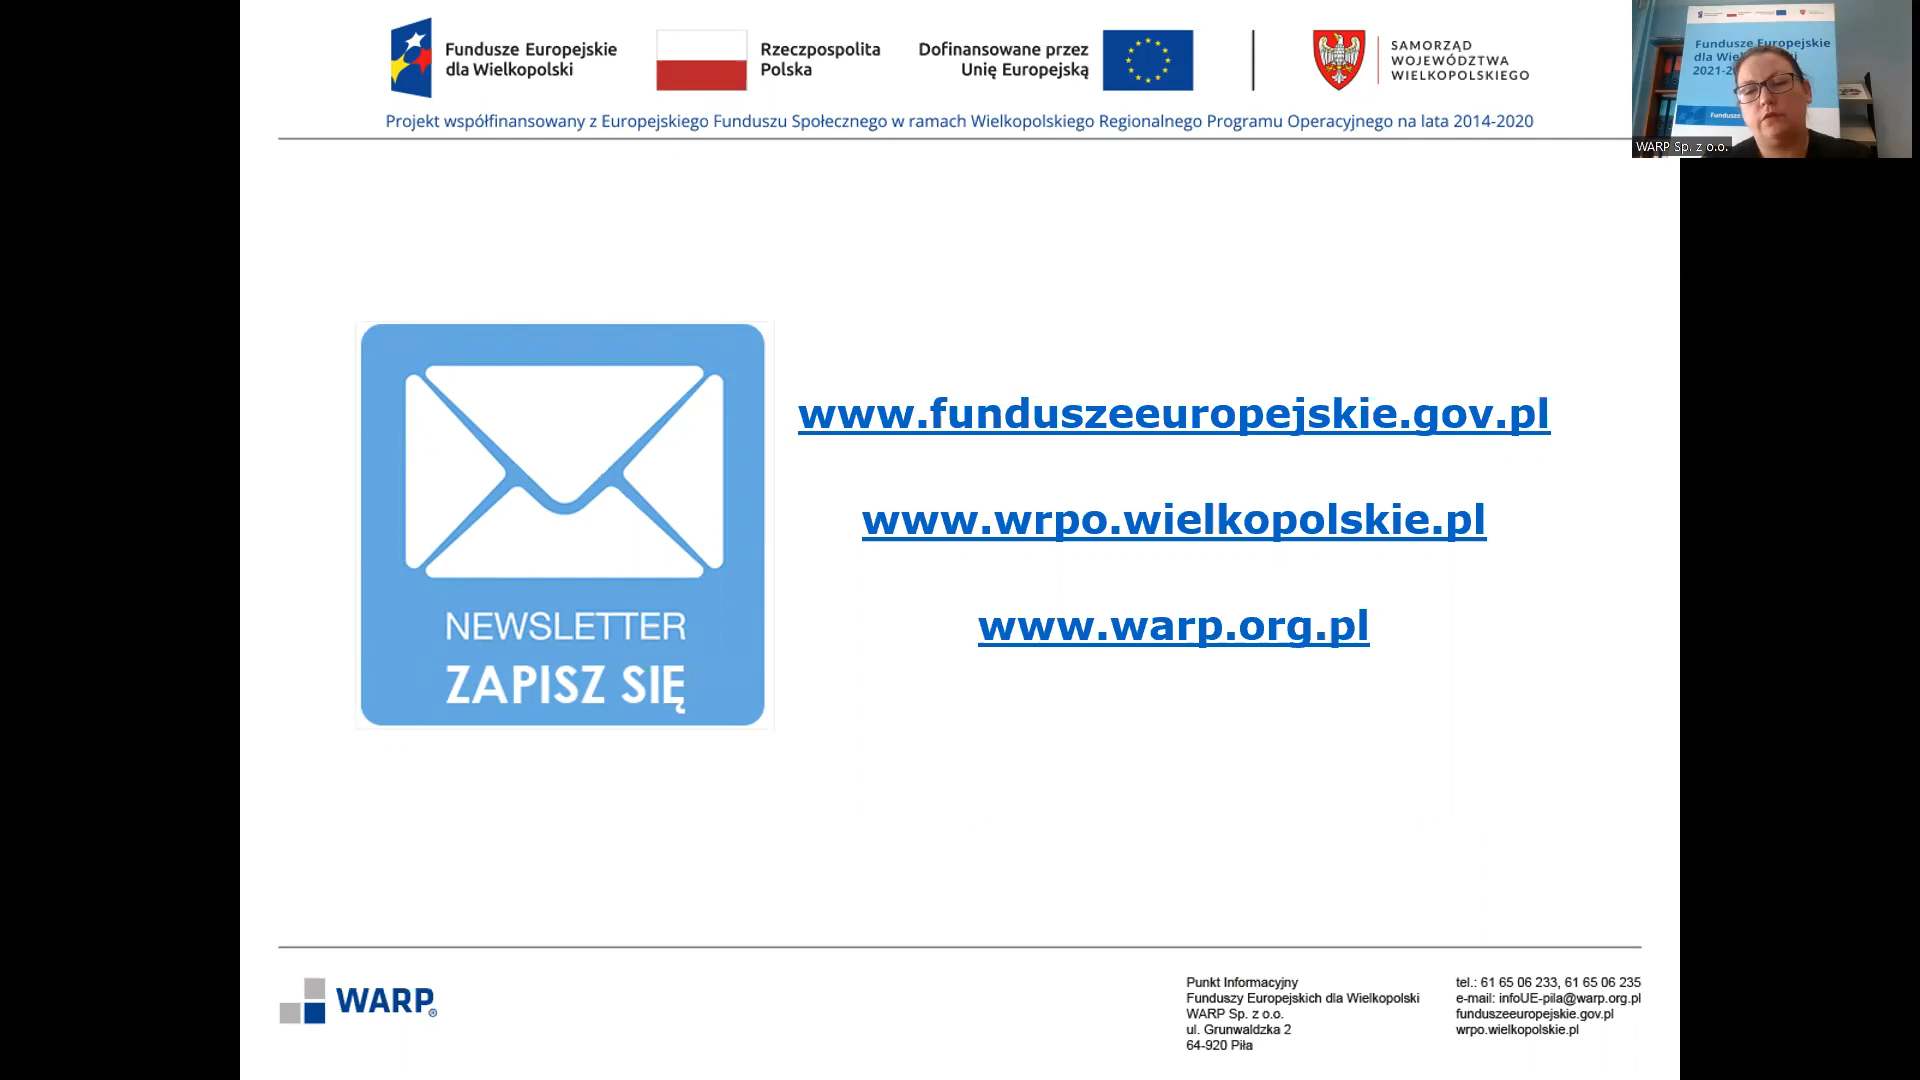 Fundusze Europejskie
dla Wielkopolski
Rzeczpospolita
Polska
Dofinansowane przez
Unię Europejską
SAMORZĄD
WOJEWÓDZTWA
WIELKOPOLSKIEGO
Projekt współfinansowany z Europejskiego Funduszu Społecznego w ramach Wielkopolskiego Regionalnego Programu Operacyjnego na lata 2014-2020
Fundusze Europejskie
WARP Sp. z o.o.
www.funduszeeuropejskie.gov.pl
www.wrpo.wielkopolskie.pl
www.warp.org.pl
NEWSLETTER
ZAPISZ SIĘ
WARP®
Punkt Informacyjny
Funduszy Europejskich dla Wielkopolski
WARP Sp. z o.o.
ul. Grunwaldzka 2
64-920 Piła
tel.: 61 65 06 233, 61 65 06 235
e-mail: infoUE-pila@warp.org.pl
funduszeeuropejskie.gov.pl
wrpo.wielkopolskie.pl